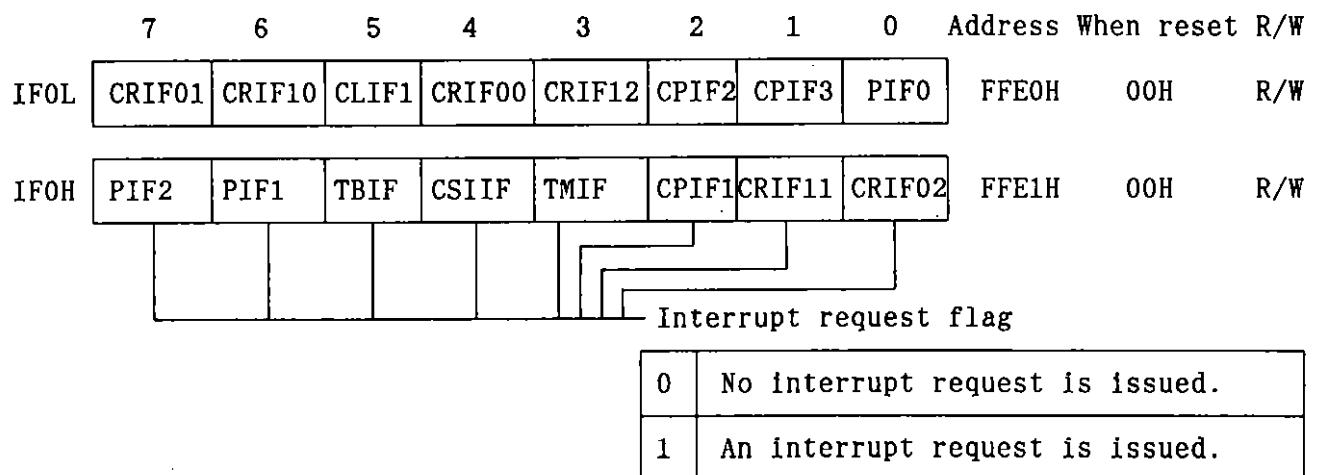 7 6 5 4 3 2 1 0 Address When reset R/W
IF0L CRIF01 CRIF10 CLIF1 CRIF00 CRIF12 CPIF2 CPIF3 PIF0 FFE0H 00H R/W
IF0H PIF2 PIF1 TBIF CSIIF TMIF CPIF1 CRIF11 CRIF02 FFE1H 00H R/W
Interrupt request flag
0 No interrupt request is issued.
1 An interrupt request is issued.